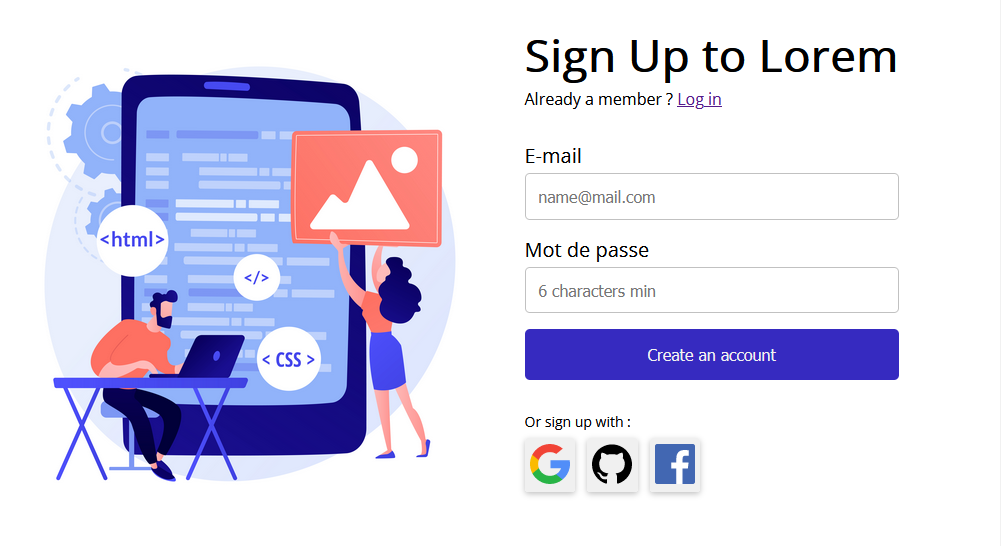 Sign Up to Lorem
Already a member ? Log in
E-mail
name@mail.com
Mot de passe
6 characters min
Create an account
Or sign up with :
<html>
</>
< CSS >